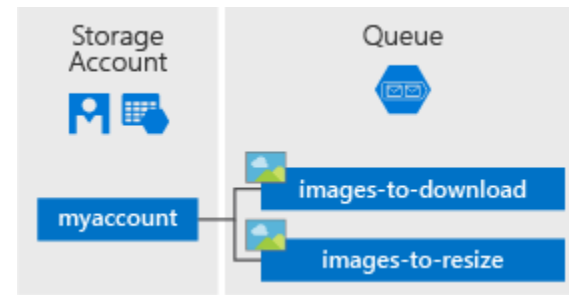 Storage
Account
Queue
images-to-download
myaccount
images-to-resize